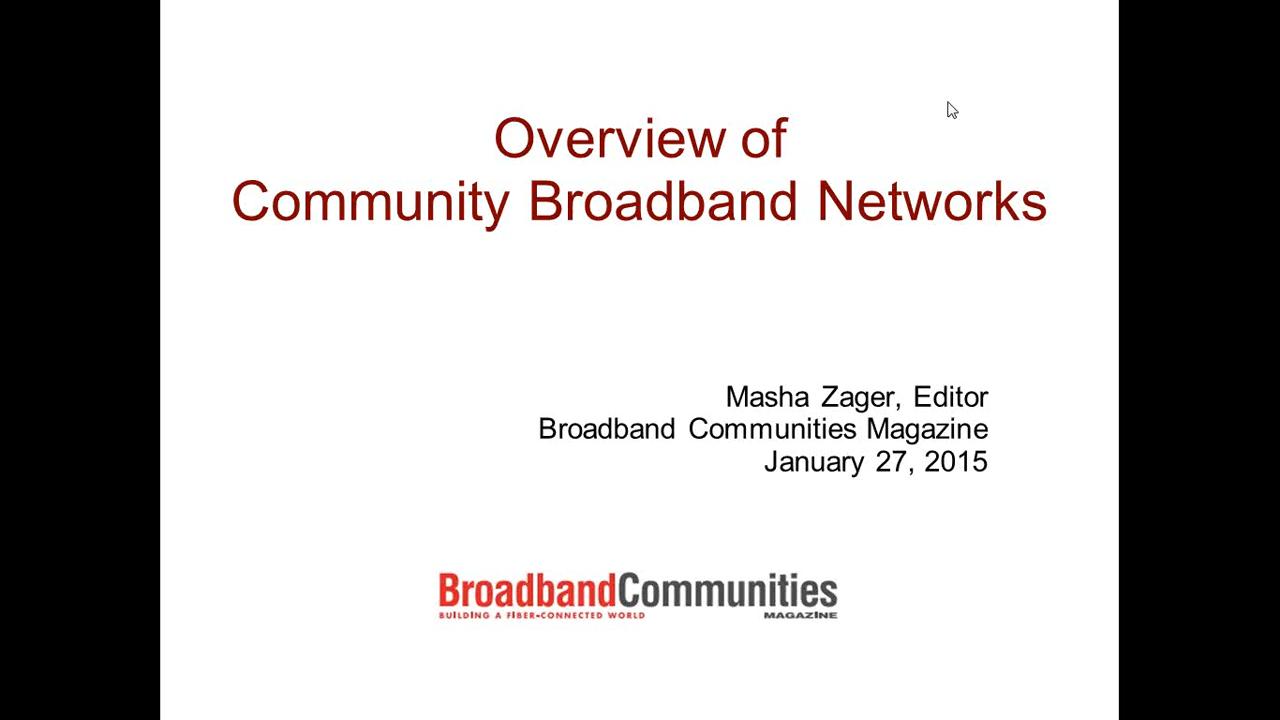 Overview of
Community Broadband Networks
Masha Zager, Editor
Broadband Communities Magazine
January 27, 2015
BroadbandCommunities
BUILDING A FIBER-CONNECTED WORLD MAGAZINE